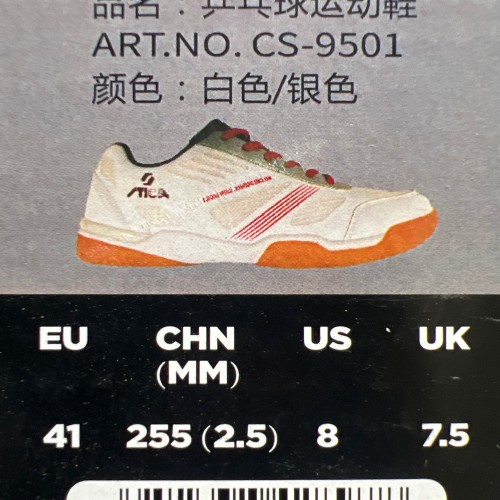 品名：乒乓球运动鞋
ART.NO. CS-9501
颜色：白色/银色
STIGA
EU CHN (MM) US UK
41 255 (2.5) 8 7.5